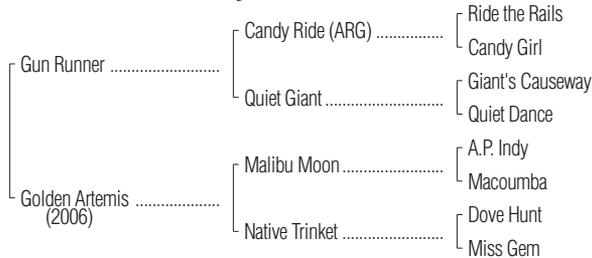 Ride the Rails
Candy Ride (ARG) ................
Candy Girl
Gun Runner ..........................
Giant's Causeway
Quiet Giant ............................
Quiet Dance
A.P. Indy
Malibu Moon ........................
Macoumba
Golden Artemis ....................
(2006)
Dove Hunt
Native Trinket ........................
Miss Gem